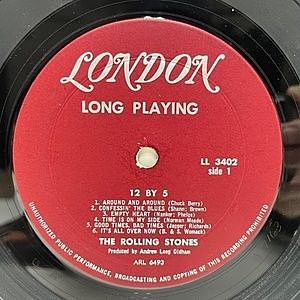 LONDON
LONG PLAYING
LL 3402
side 1
12 BY 5
1. AROUND AND AROUND (Chuck Berry)
2. CONFESSIN' THE BLUES (Shann; Brown)
3. EMPTY HEART (Nanker; Phelge)
4. TIME IS ON MY SIDE (Norman Meade)
5. GOOD TIMES, BAD TIMES (Jagger; Richards)
6. IT'S ALL OVER NOW (B. & S. Womack)
THE ROLLING STONES
Produced by Andrew Loog Oldham
ARL 6493
UNAUTHORIZED PUBLIC PERFORMANCE, BROADCASTING AND COPYING OF THIS RECORD PROHIBITED